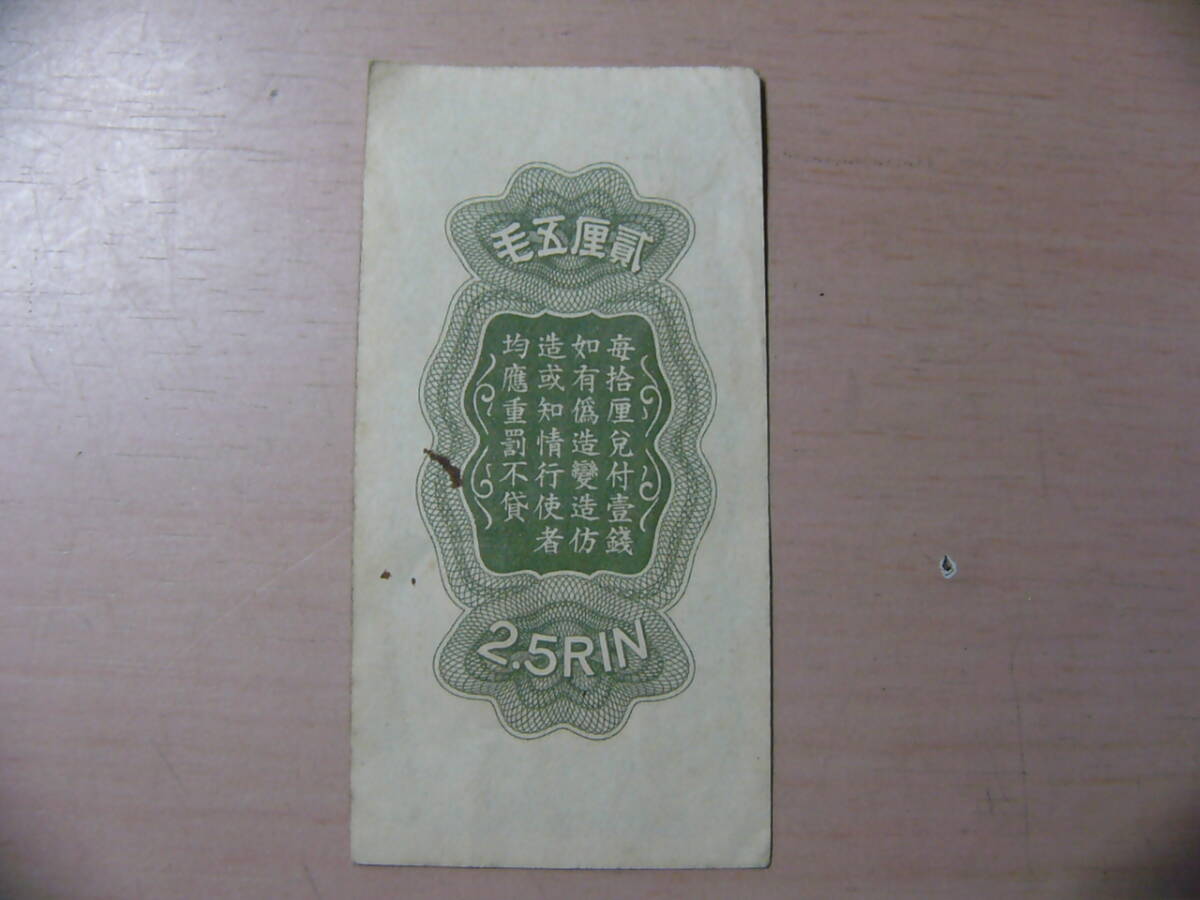 貳厘五毛
每拾厘兌付壹錢
如有僞造變造仿
造或知情行使者
均應重罰不貸
2.5RIN